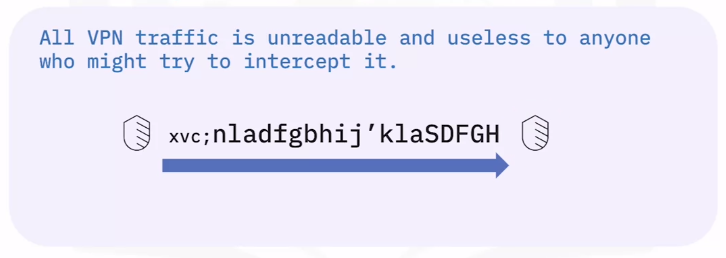 All VPN traffic is unreadable and useless to anyone
who might try to intercept it.
xvc;nladfgbhij’klaSDFGH